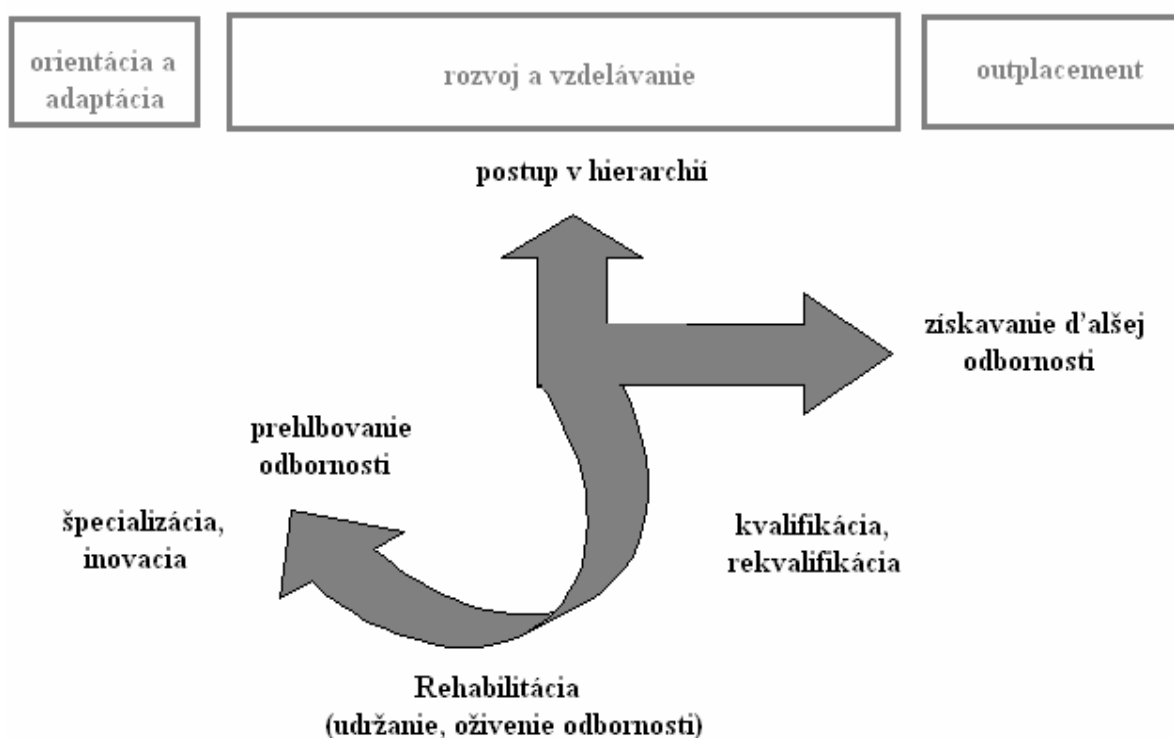 orientácia a
adaptácia
rozvoj a vzdelávanie
outplacement
postup v hierarchií
získavanie ďalšej
odbornosti
prehlbovanie
odbornosti
špecializácia,
inovacia
kvalifikácia,
rekvalifikácia
Rehabilitácia
(udržanie, oživenie odbornosti)